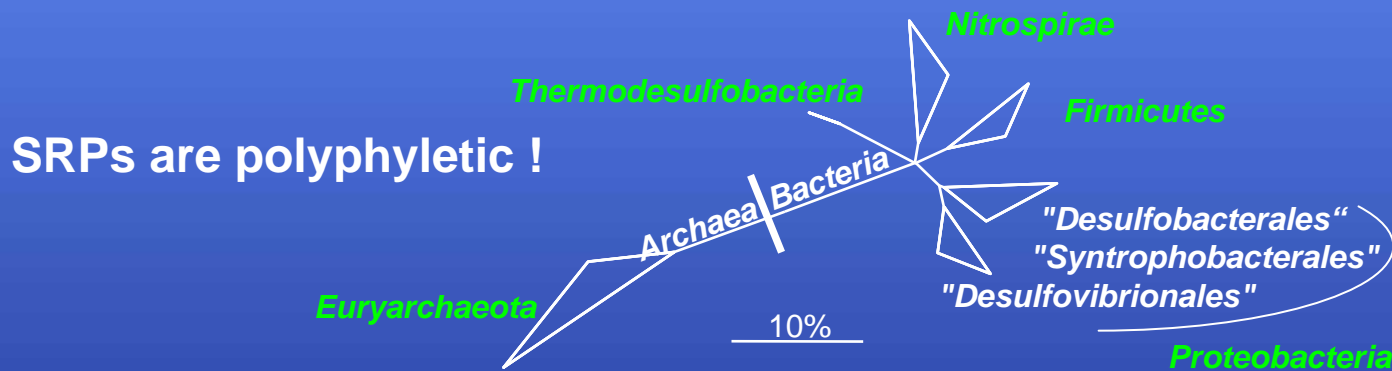 Nitrospirae
Thermodesulfobacteria
Firmicutes
SRPs are polyphyletic !
Archaea Bacteria
"Desulfobacterales“
"Syntrophobacterales"
"Desulfovibrionales"
Euryarchaeota
10%
Proteobacteria